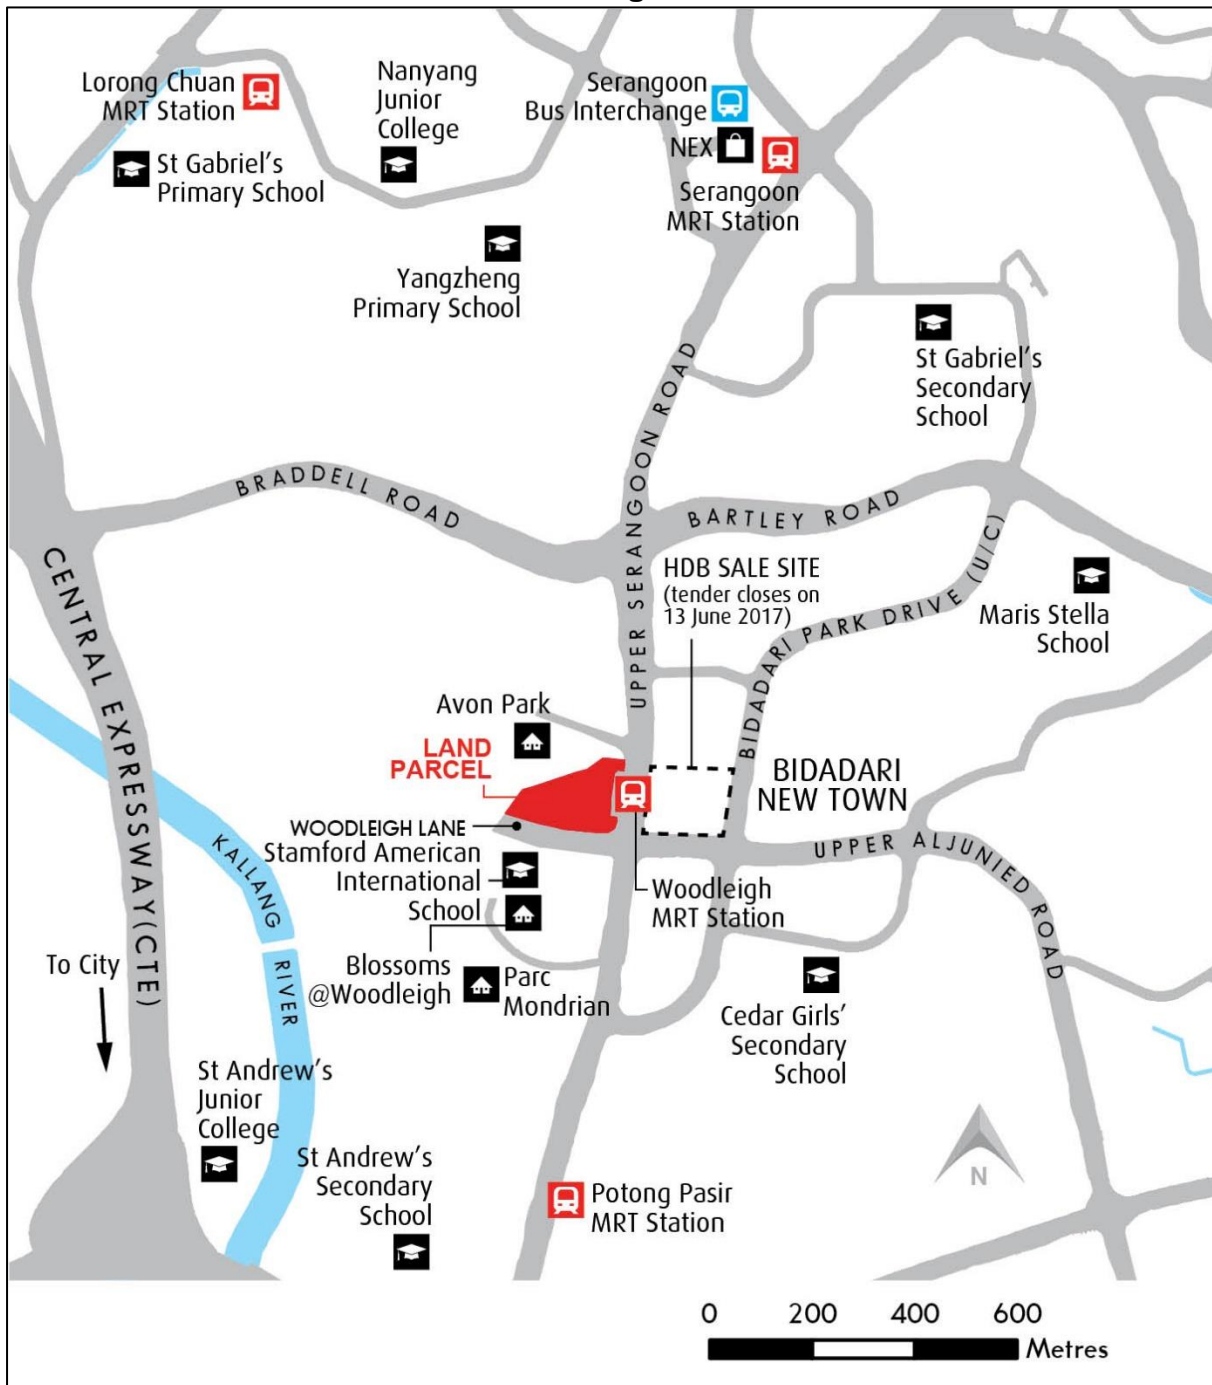 Lorong Chuan
MRT Station
Nanyang
Junior
College
Serangoon
Bus Interchange
NEX
Serangoon
MRT Station
St Gabriel's
Primary School
Yangzheng
Primary School
St Gabriel's
Secondary
School
UPPER SERANGOON ROAD
BRADDELL ROAD
BARTLEY ROAD
HDB SALE SITE
(tender closes on
13 June 2017)
BIDADARI PARK DRIVE (U/C)
Maris Stella
School
CENTRAL EXPRESSWAY(CTE)
Avon Park
LAND
PARCEL
BIDADARI
NEW TOWN
WOODLEIGH LANE
Stamford American
International
School
UPPER ALJUNIED ROAD
KALLANG
RIVER
Woodleigh
MRT Station
To City
Blossoms
@Woodleigh
Parc
Mondrian
Cedar Girls'
Secondary
School
St Andrew's
Junior
College
St Andrew's
Secondary
School
Potong Pasir
MRT Station
N
0 200 400 600
Metres